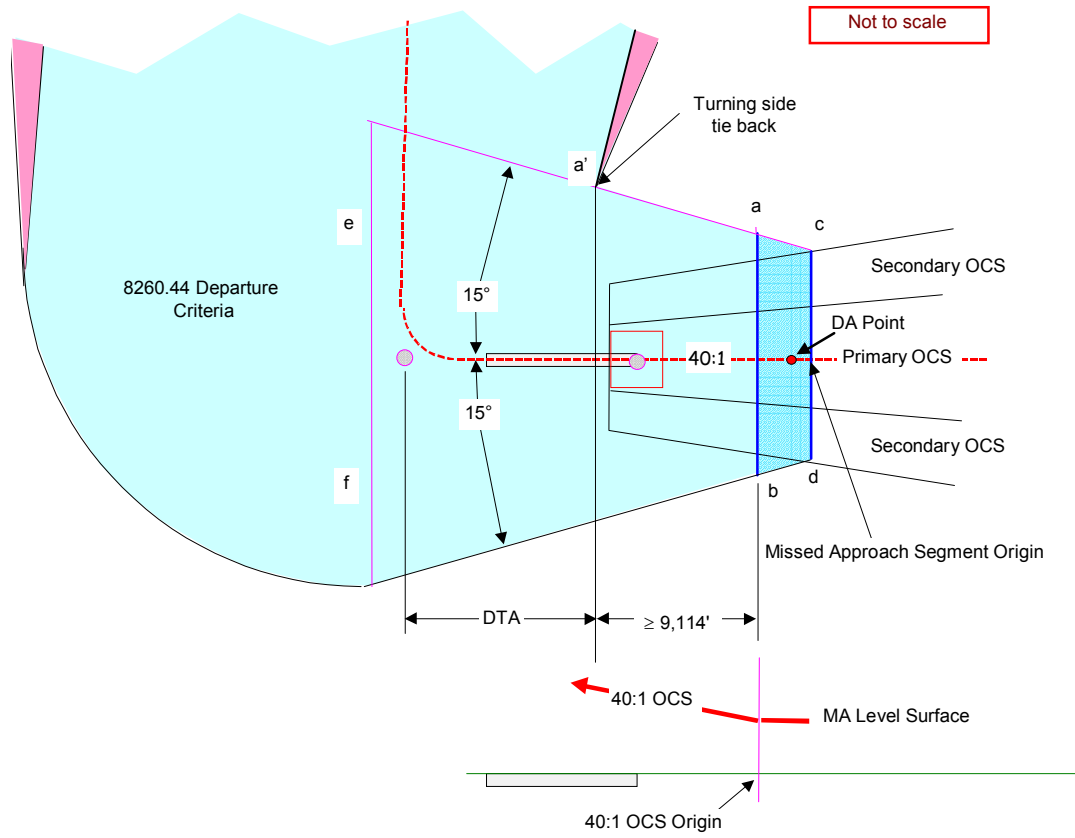 Not to scale
Turning side
tie back
a'
a
c
e
Secondary OCS
8260.44 Departure
Criteria
15°
DA Point
40:1
Primary OCS
15°
Secondary OCS
f
b
d
Missed Approach Segment Origin
DTA
≥ 9,114'
40:1 OCS
MA Level Surface
40:1 OCS Origin